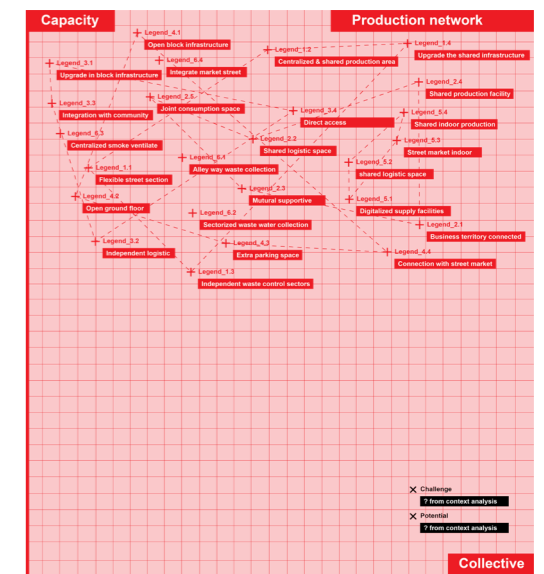 Capacity
Production network
Legend_4.1
Open block infrastructure
Legend_1.2
Centralized & shared production area
Legend_1.4
Upgrade the shared infrastructure
Legend_3.1
Upgrade in block infrastructure
Legend_6.4
Integrate market street
Legend_2.4
Shared production facility
Legend_3.3
Integration with community
Legend_2.5
Joint consumption space
Legend_3.4
Direct access
Legend_5.4
Shared indoor production
Legend_6.3
Centralized smoke ventilate
Legend_2.2
Shared logistic space
Legend_5.3
Street market indoor
Legend_1.1
Flexible street section
Legend_6.1
Alley way waste collection
Legend_5.2
shared logistic space
Legend_4.2
Open ground floor
Legend_2.3
Mutural supportive
Legend_5.1
Digitalized supply facilities
Legend_6.2
Sectorized waste water collection
Legend_2.1
Business territory connected
Legend_3.2
Independent logistic
Legend_4.3
Extra parking space
Legend_4.4
Connection with street market
Legend_1.3
Independent waste control sectors
Challenge
? from context analysis
Potential
? from context analysis
Collective